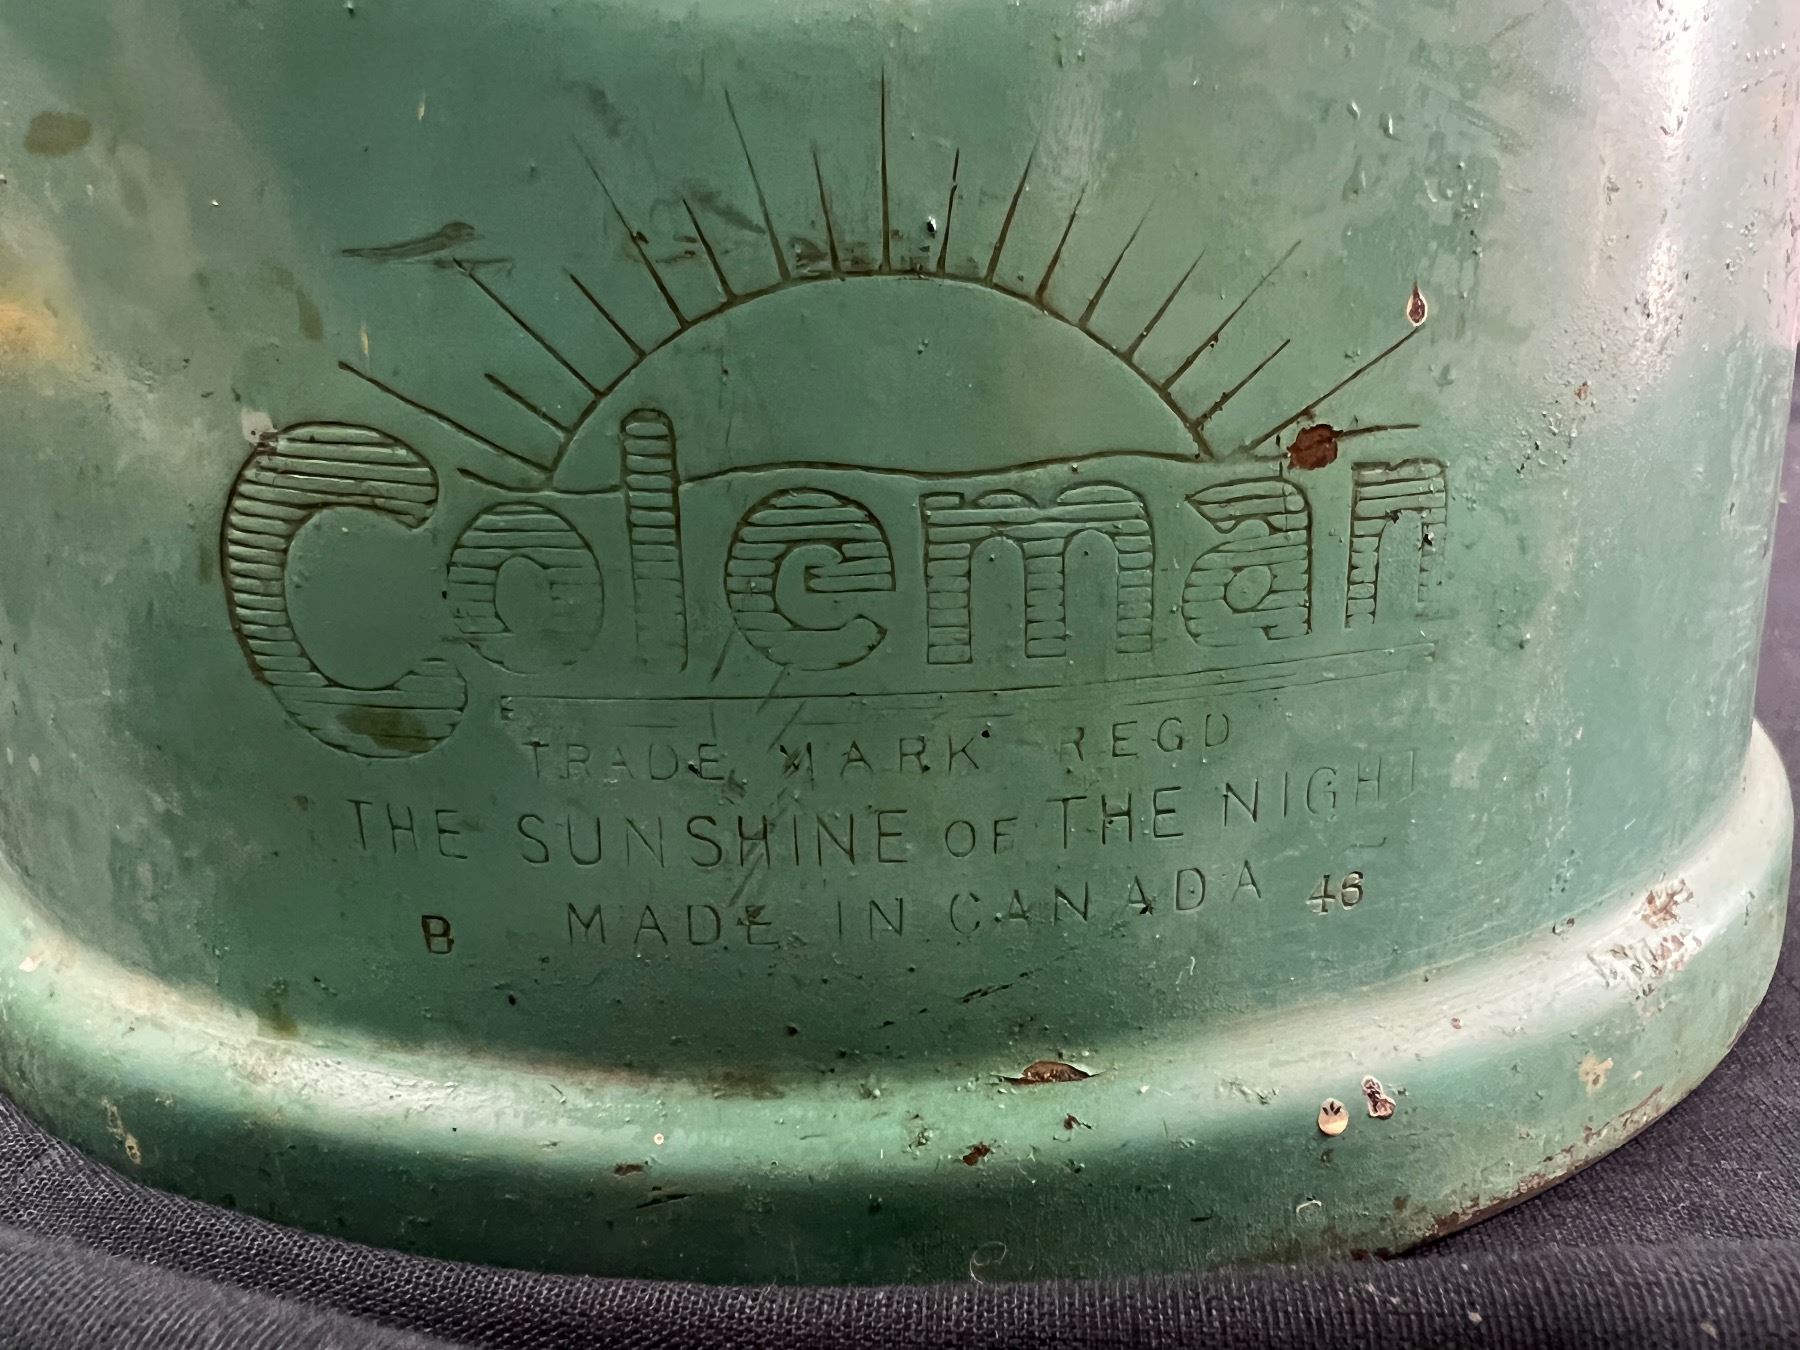 Coleman
TRADE MARK REGD
THE SUNSHINE OF THE NIGHT
B MADE IN CANADA 46